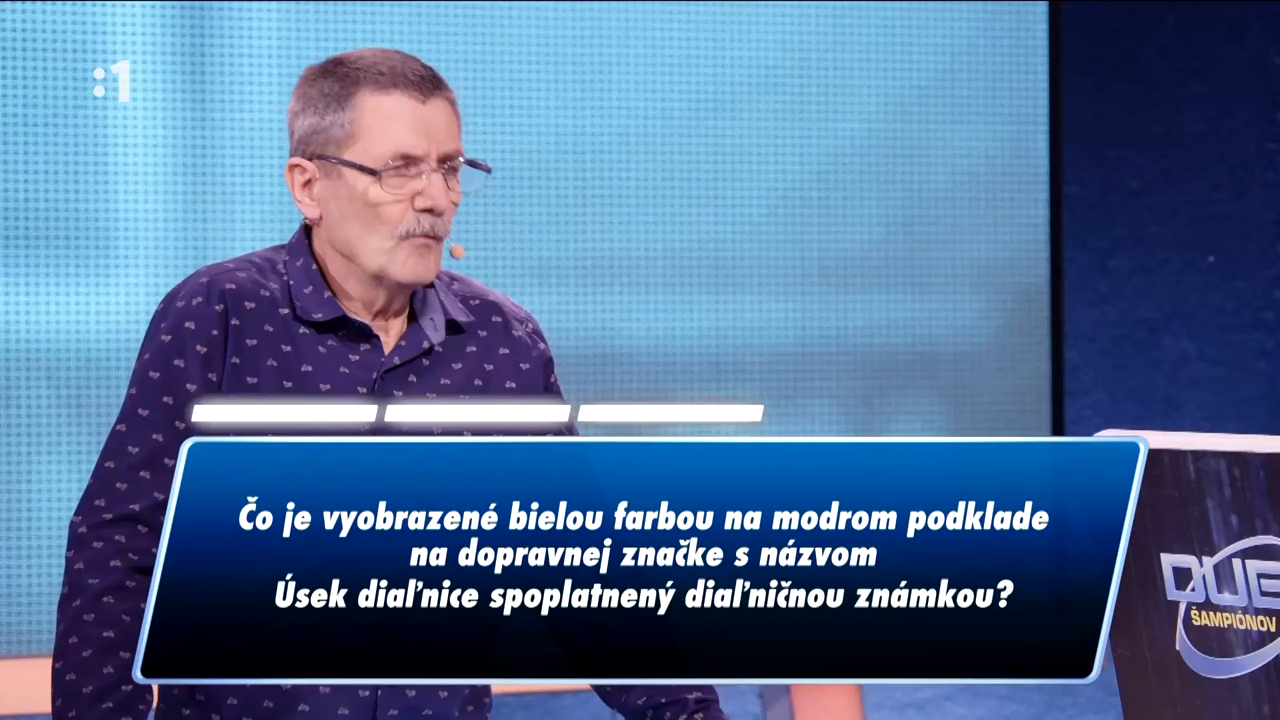 :1
Čo je vyobrazené bielou farbou na modrom podklade
na dopravnej značke s názvom
Úsek diaľnice spoplatnený diaľničnou známkou?
DUE
ŠAMPIÓNOV